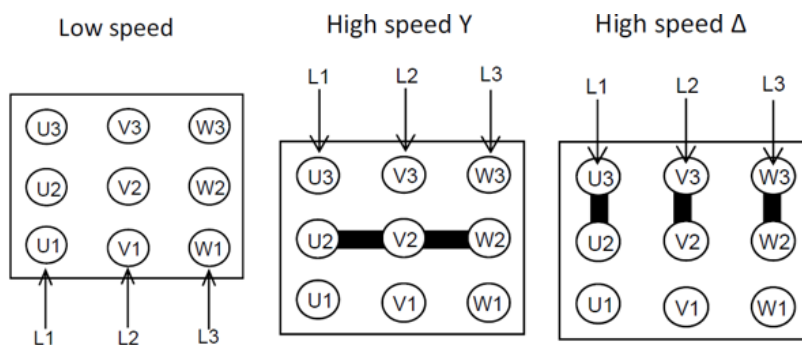 Low speed
L1 L2 L3
U3 V3 W3
U2 V2 W2
U1 V1 W1
High speed Y
L1 L2 L3
U3 V3 W3
U2 V2 W2
U1 V1 W1
High speed Δ
L1 L2 L3
U3 V3 W3
U2 V2 W2
U1 V1 W1